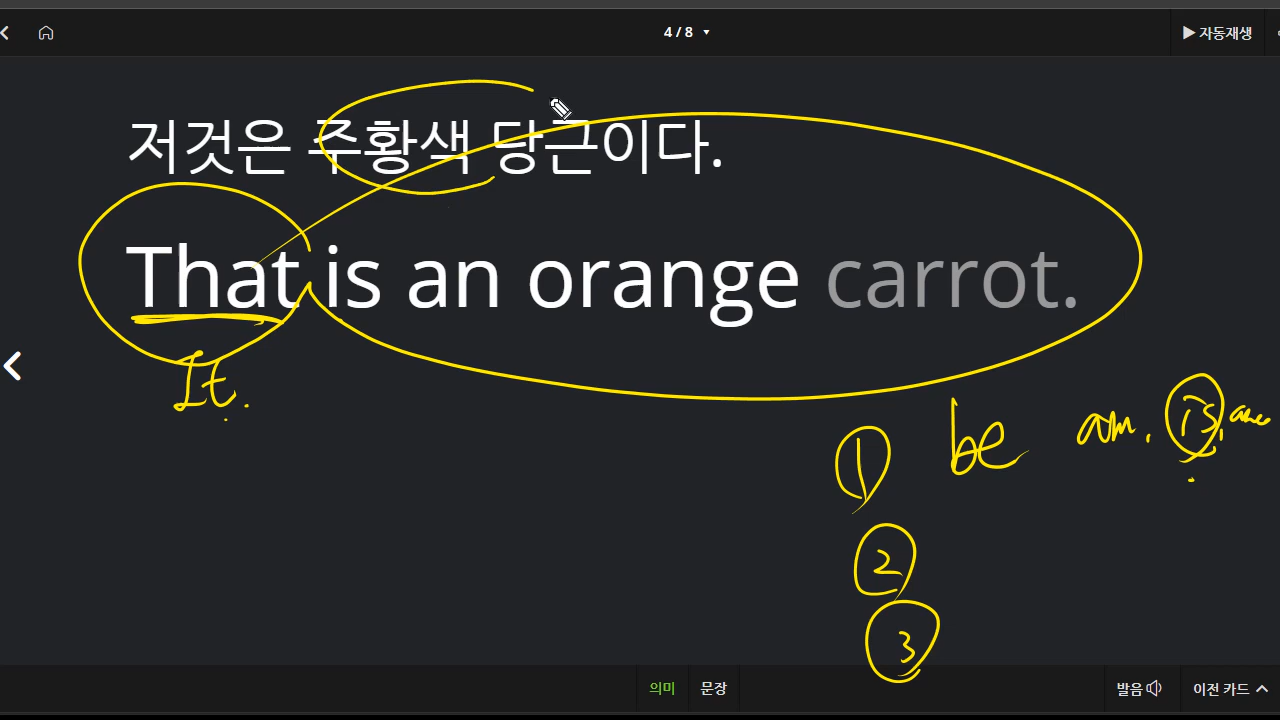 4 / 8
자동재생
저것은 주황색 당근이다.
That is an orange carrot.
It.
① be am. is, are
②
③
의미 문장 발음 이전 카드